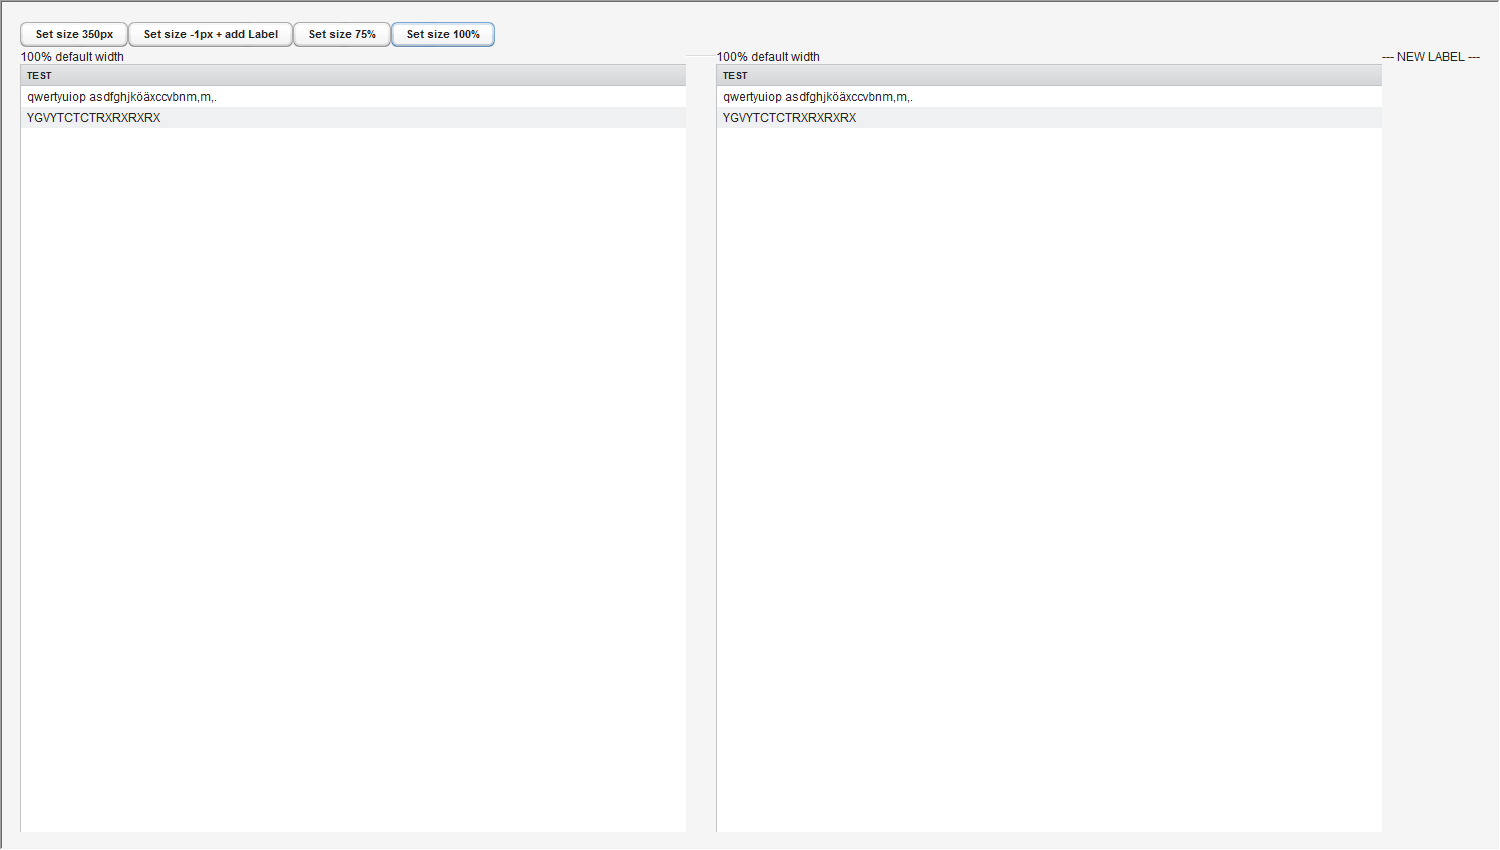 Set size 350px Set size -1px + add Label Set size 75% Set size 100%
100% default width 100% default width --- NEW LABEL ---
TEST TEST
qwertyuiop asdfghjköäxccvbnm,m,. qwertyuiop asdfghjköäxccvbnm,m,.
YGVYTCTCTRXRXRXRX YGVYTCTCTRXRXRXRX